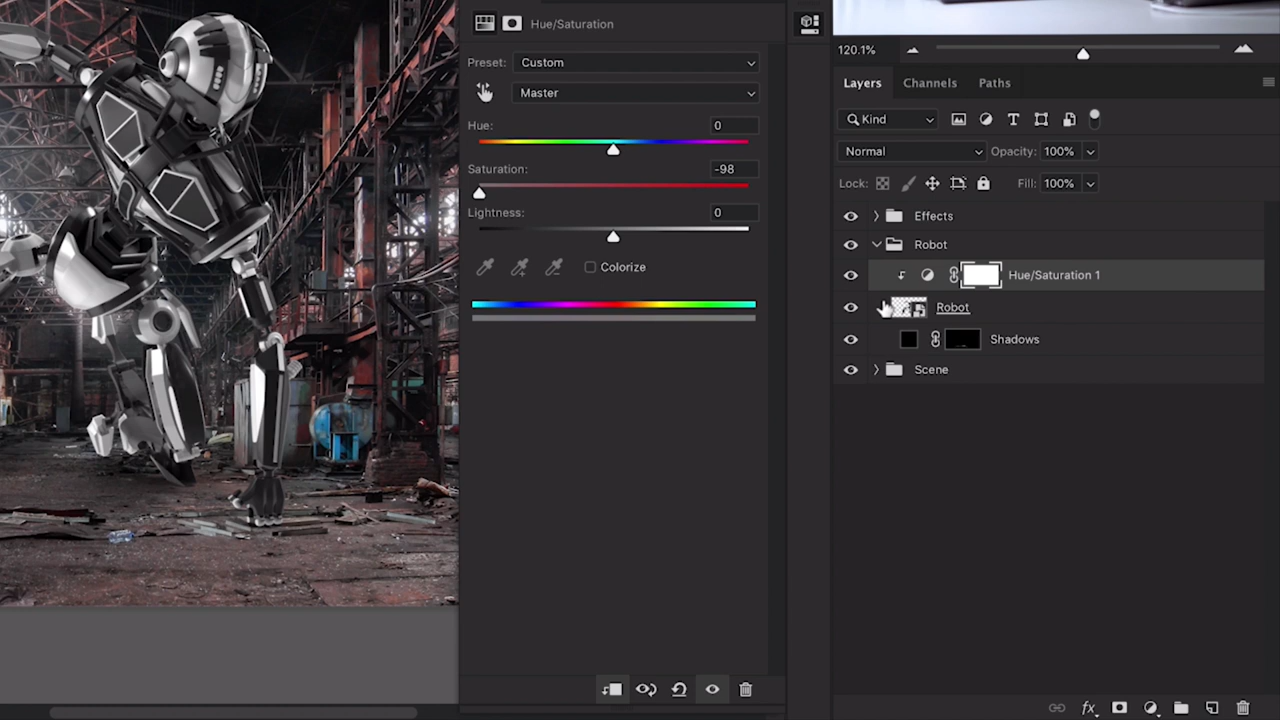 Hue/Saturation
Preset: Custom
Master
Hue: 0
Saturation: -98
Lightness: 0
Colorize
120.1%
Layers Channels Paths
Kind
Normal Opacity: 100%
Lock: Fill: 100%
Effects
Robot
Hue/Saturation 1
Robot
Shadows
Scene
fx